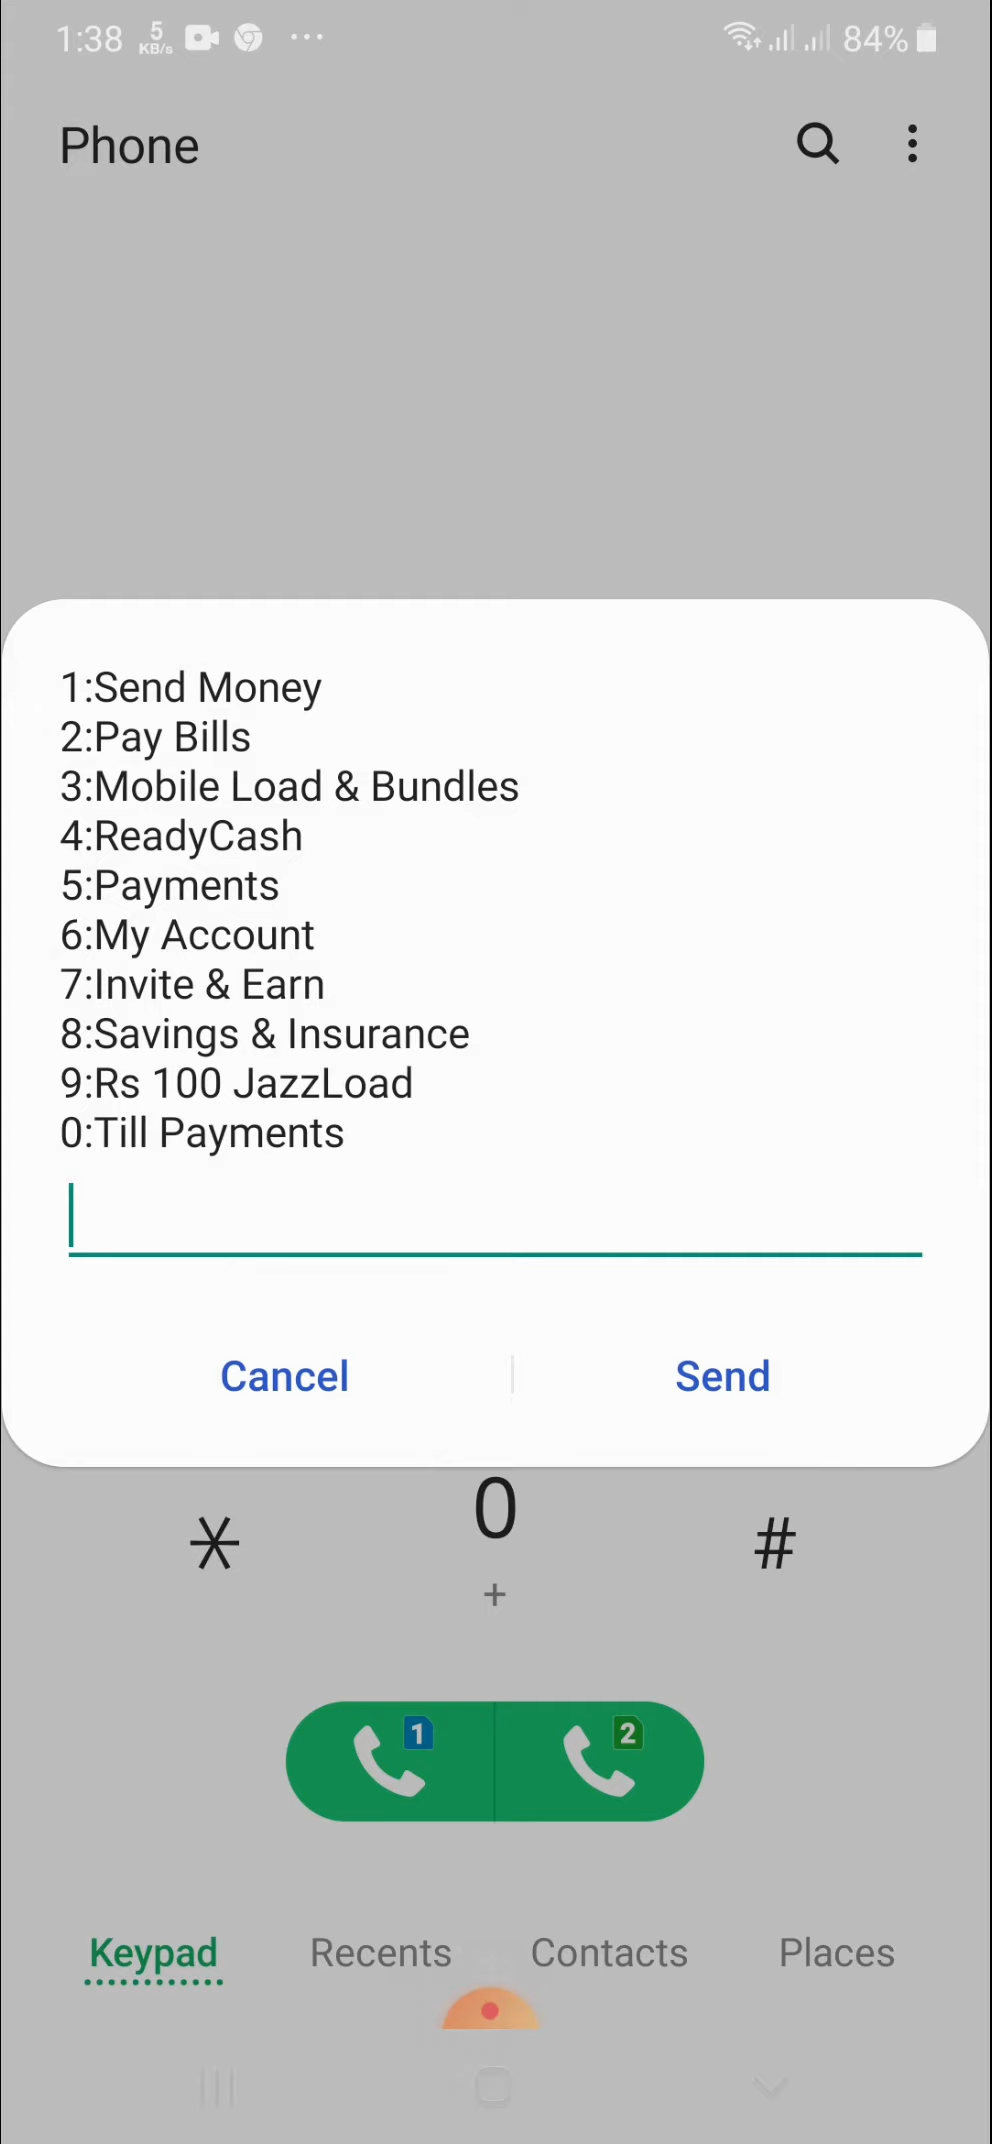 1:38 5 KB/s ... 84%
Phone
1:Send Money
2:Pay Bills
3:Mobile Load & Bundles
4:ReadyCash
5:Payments
6:My Account
7:Invite & Earn
8:Savings & Insurance
9:Rs 100 JazzLoad
0:Till Payments
Cancel Send
* 0 #
+
1 2
Keypad Recents Contacts Places